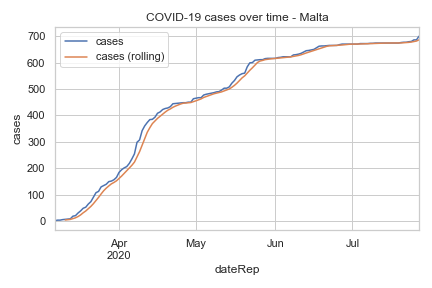 COVID-19 cases over time - Malta
cases
cases (rolling)
700
600
500
400
300
200
100
0
cases
Apr
2020
May
Jun
Jul
dateRep